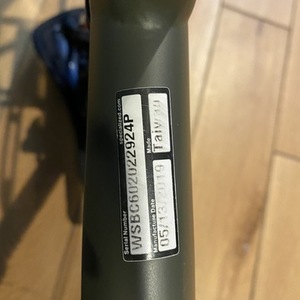 specialized.com
Serial Number
WSBC602022924P
Manufacture Date
05/13/2019
Made
Taiwan